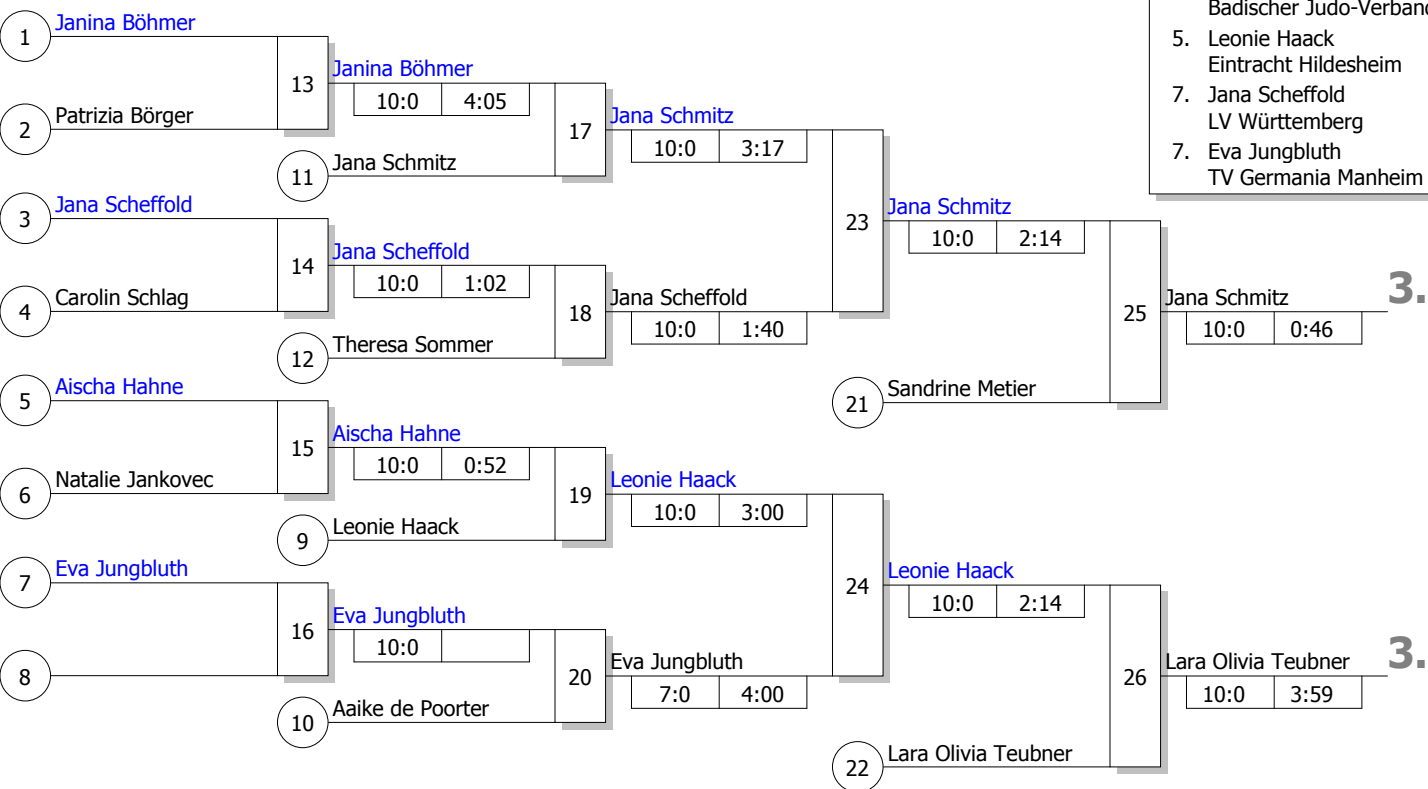 Badischer Judo-Verband
5. Leonie Haack
Eintracht Hildesheim
7. Jana Scheffold
LV Württemberg
7. Eva Jungbluth
TV Germania Manheim
1 Janina Böhmer
13 Janina Böhmer
10:0 4:05
2 Patrizia Börger
17 Jana Schmitz
10:0 3:17
11 Jana Schmitz
3 Jana Scheffold
23 Jana Schmitz
10:0 2:14
14 Jana Scheffold
10:0 1:02
4 Carolin Schlag
18 Jana Scheffold
10:0 1:40
25 Jana Schmitz 3.
10:0 0:46
12 Theresa Sommer
5 Aischa Hahne
21 Sandrine Metier
15 Aischa Hahne
10:0 0:52
6 Natalie Jankovec
19 Leonie Haack
10:0 3:00
9 Leonie Haack
7 Eva Jungbluth
24 Leonie Haack
10:0 2:14
16 Eva Jungbluth
10:0
8
20 Eva Jungbluth
7:0 4:00
26 Lara Olivia Teubner 3.
10:0 3:59
10 Aaike de Poorter
22 Lara Olivia Teubner